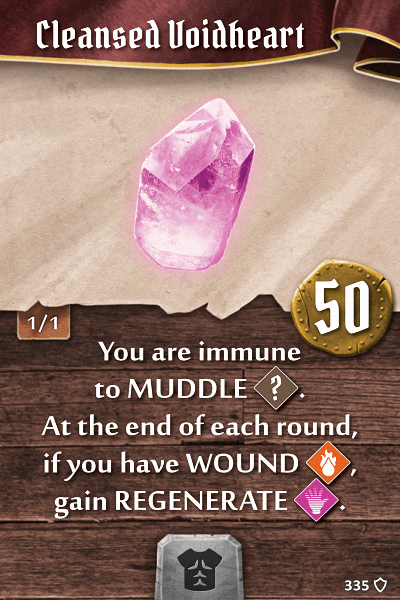 Cleansed Voidheart
50
1/1
You are immune
to MUDDLE ?.
At the end of each round,
if you have WOUND ,
gain REGENERATE .
335